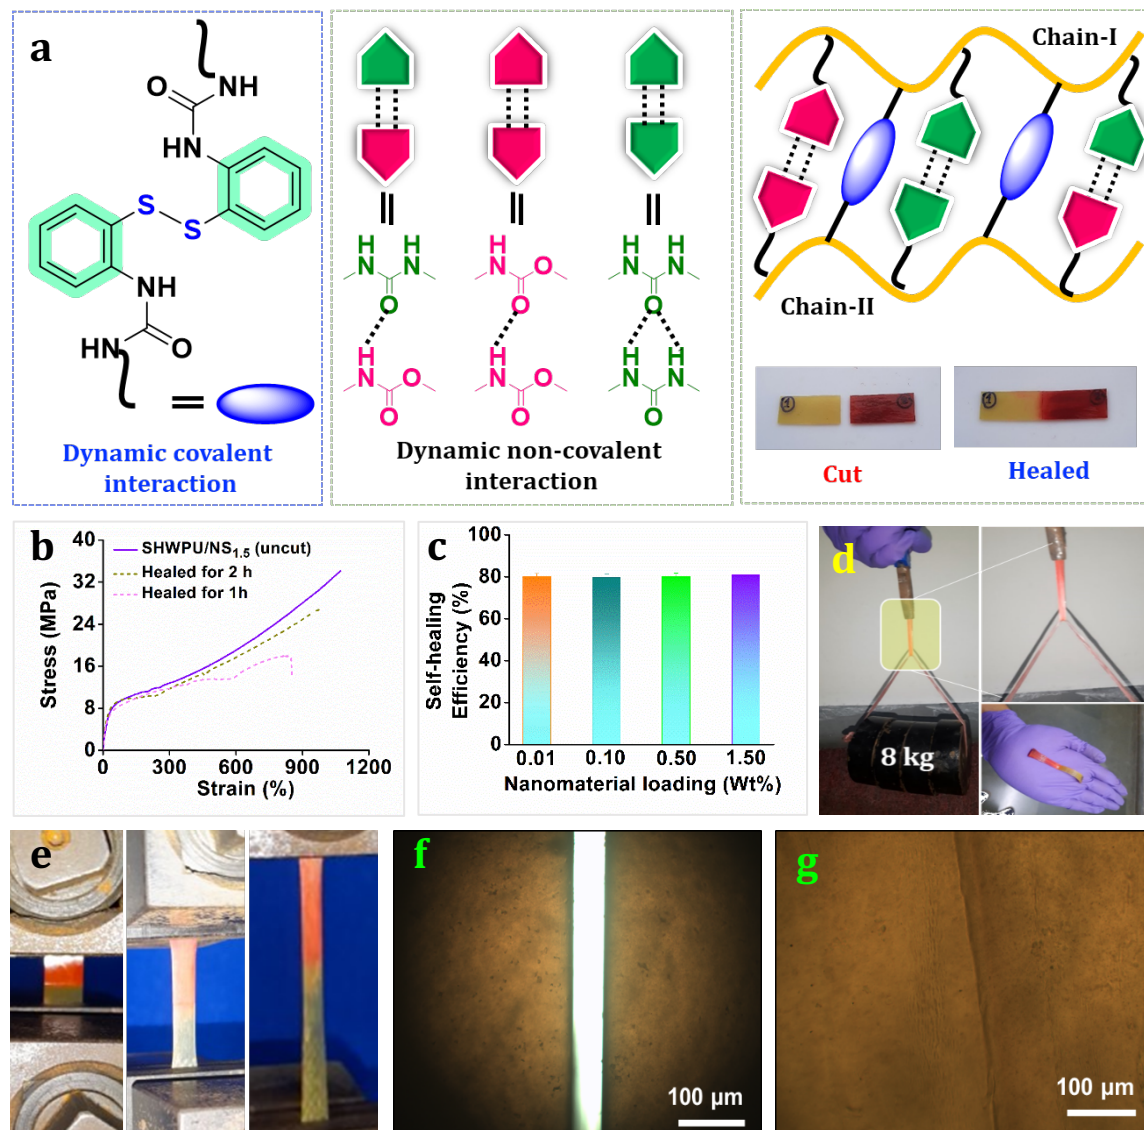 a
O
NH
NH
S
S
NH
HN
O
=
Dynamic covalent
interaction
=
=
=
H H
N N
O
H
N
O
O
H
N
O
O
H
N
O
O
H H
N N
O
H H
N N
O
Dynamic non-covalent
interaction
Chain-I
Chain-II
1
1
Cut
Healed
b
Stress (MPa)
40
32
24
16
8
0
SHWPU/NS1.5 (uncut)
Healed for 2 h
Healed for 1h
0 300 600 900 1200
Strain (%)
c
Self-healing
Efficiency (%)
100
80
60
40
20
0
0.01 0.10 0.50 1.50
Nanomaterial loading (Wt%)
d
8 kg
e
f
100 µm
g
100 µm